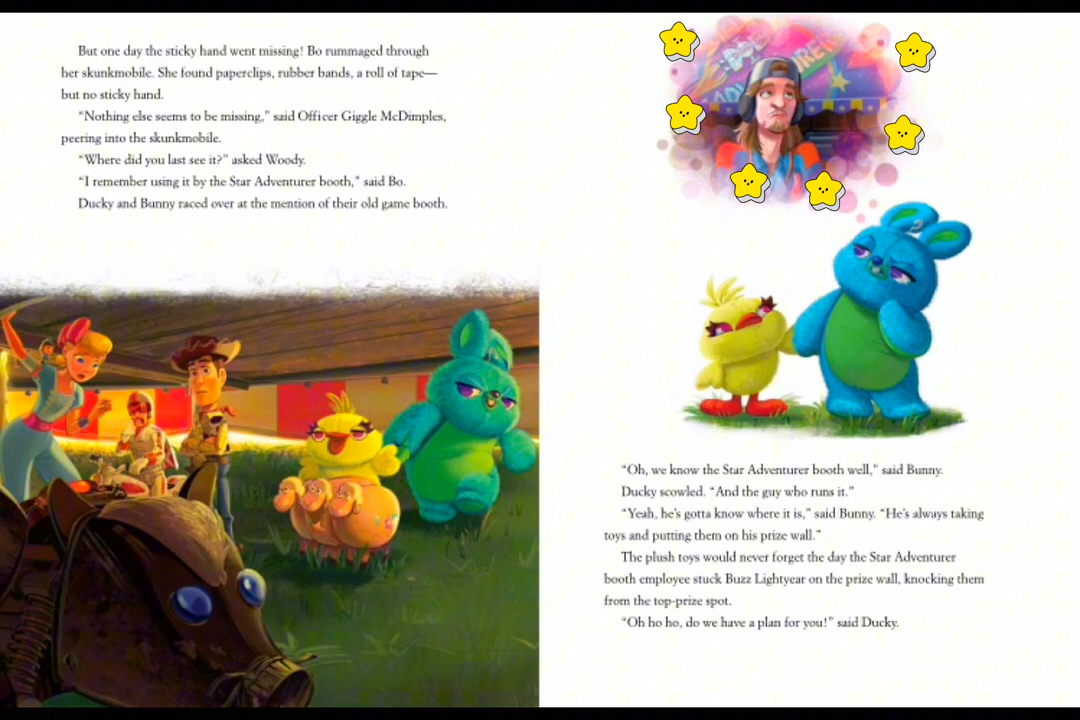 But one day the sticky hand went missing! Bo rummaged through
her skunkmobile. She found paperclips, rubber bands, a roll of tape—
but no sticky hand.
“Nothing else seems to be missing,” said Officer Giggle McDimples,
peering into the skunkmobile.
“Where did you last see it?” asked Woody.
“I remember using it by the Star Adventurer booth,” said Bo.
Ducky and Bunny raced over at the mention of their old game booth.
“Oh, we know the Star Adventurer booth well,” said Bunny.
Ducky scowled. “And the guy who runs it.”
“Yeah, he’s gotta know where it is,” said Bunny. “He’s always taking
toys and putting them on his prize wall.”
The plush toys would never forget the day the Star Adventurer
booth employee stuck Buzz Lightyear on the prize wall, knocking them
from the top-prize spot.
“Oh ho ho, do we have a plan for you!” said Ducky.